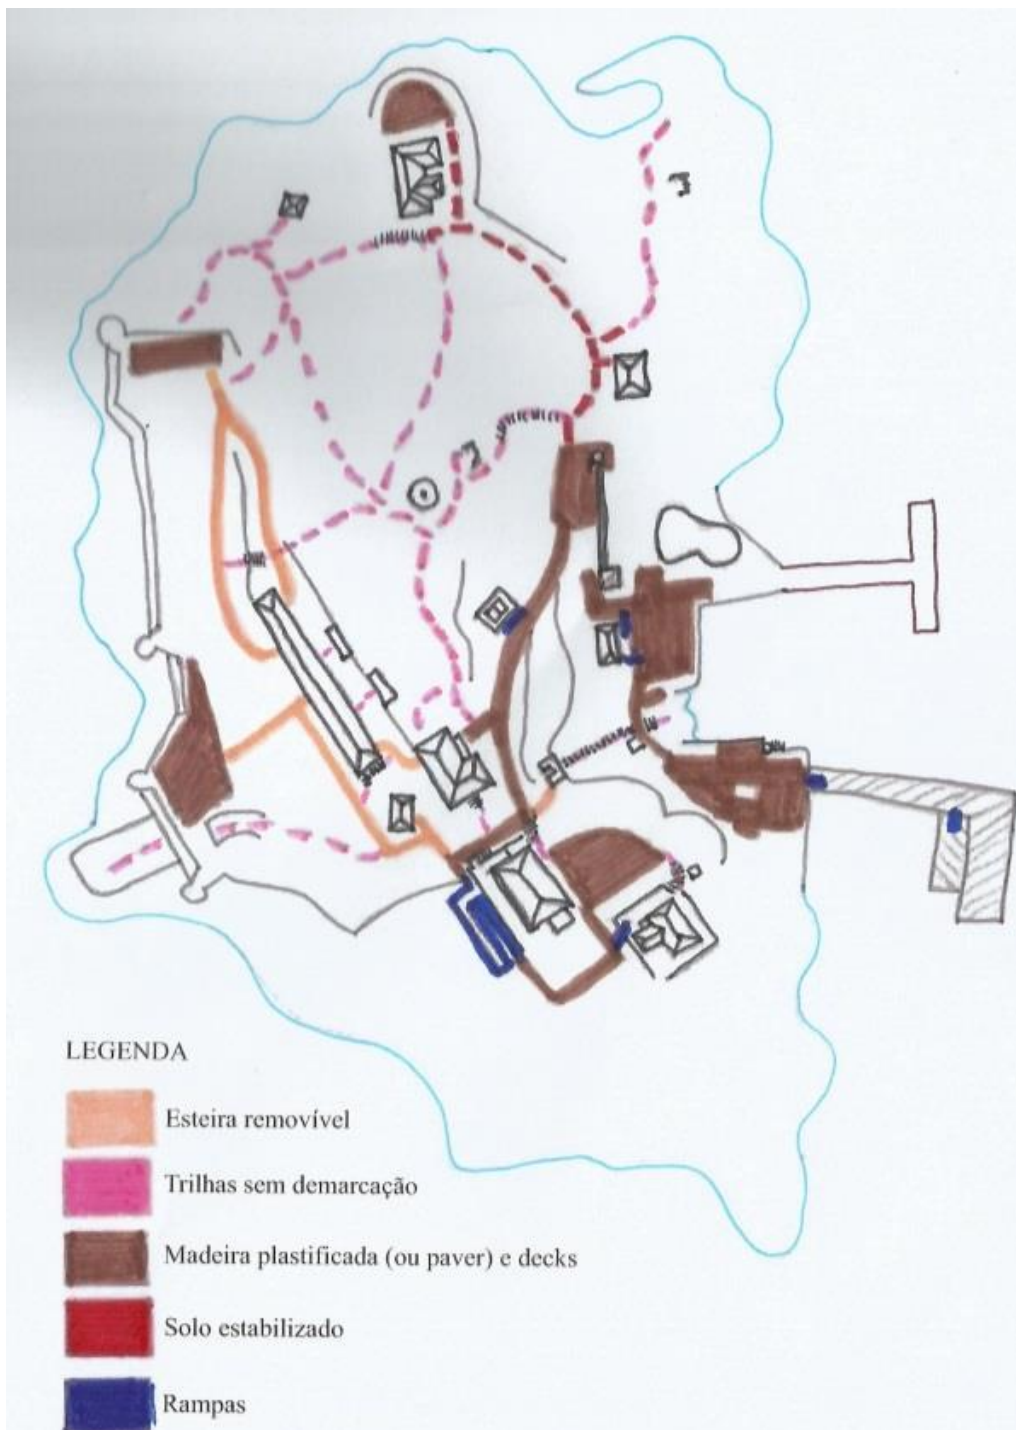 LEGENDA
Esteira removível
Trilhas sem demarcação
Madeira plastificada (ou paver) e decks
Solo estabilizado
Rampas